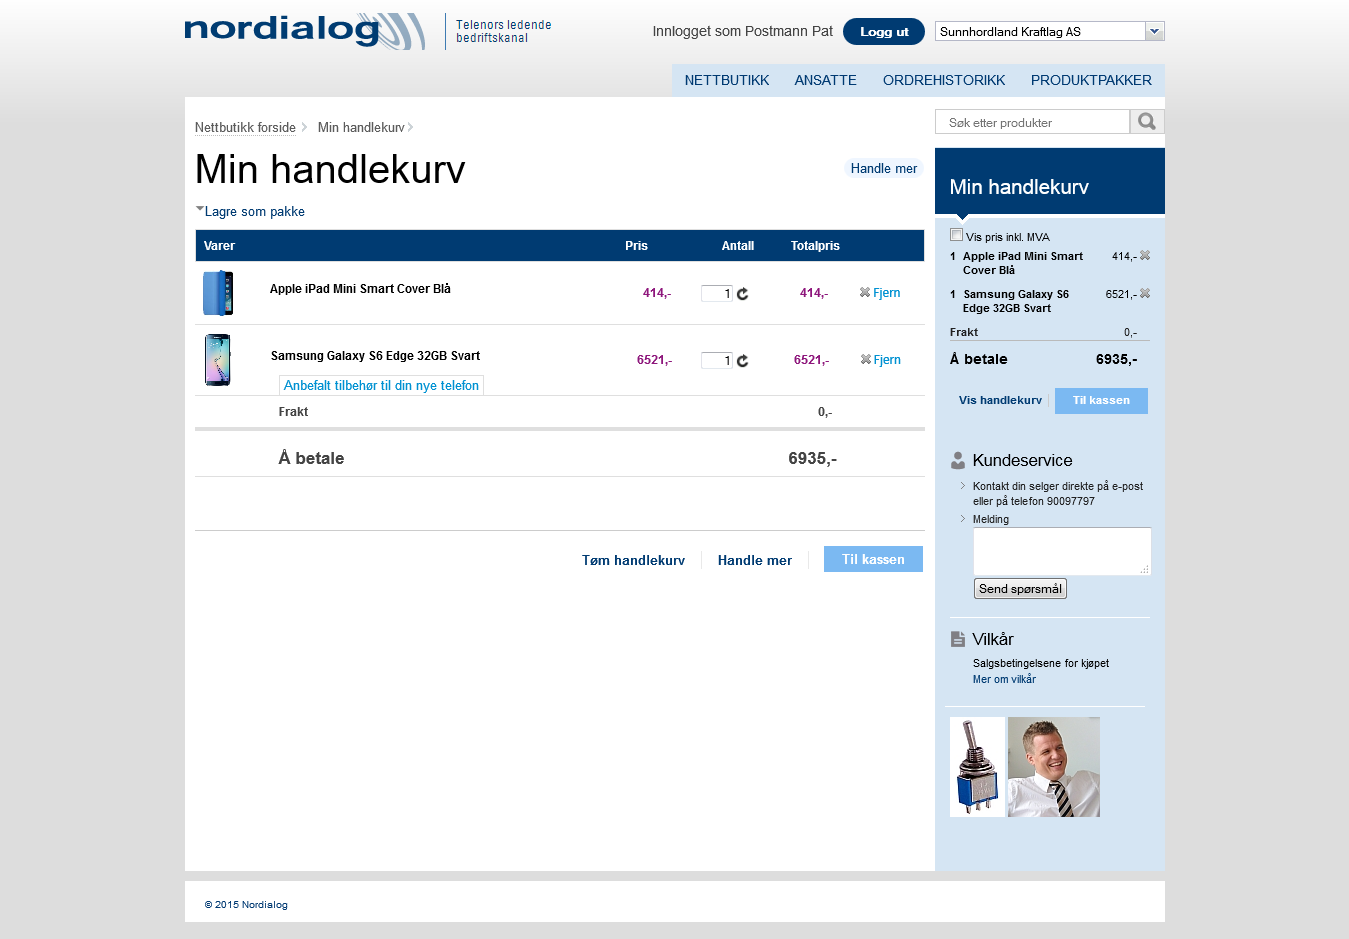 nordialog
Telenors ledende
bedriftskanal
Innlogget som Postmann Pat
Logg ut
Sunnhordland Kraftlag AS
NETTBUTIKK ANSATTE ORDREHISTORIKK PRODUKTPAKKER
Nettbutikk forside
Min handlekurv
Søk etter produkter
Min handlekurv
Handle mer
Lagre som pakke
Varer Pris Antall Totalpris
Apple iPad Mini Smart Cover Blå 414,- 1 414,- Fjern
Samsung Galaxy S6 Edge 32GB Svart 6521,- 1 6521,- Fjern
Anbefalt tilbehør til din nye telefon
Frakt 0,-
Å betale 6935,-
Tøm handlekurv Handle mer Til kassen
Min handlekurv
Vis pris inkl. MVA
1 Apple iPad Mini Smart 414,-
Cover Blå
1 Samsung Galaxy S6 6521,-
Edge 32GB Svart
Frakt 0,-
Å betale 6935,-
Vis handlekurv Til kassen
Kundeservice
Kontakt din selger direkte på e-post
eller på telefon 90097797
Melding
Send spørsmål
Vilkår
Salgsbetingelsene for kjøpet
Mer om vilkår
© 2015 Nordialog